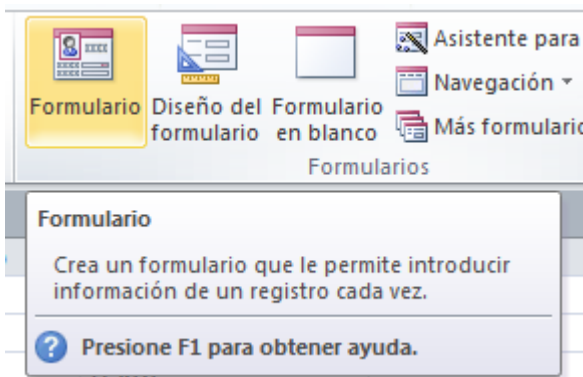 Asistente para
Navegación
Más formulario
Formulario
Diseño del
formulario
Formulario
en blanco
Formularios
Formulario
Crea un formulario que le permite introducir
información de un registro cada vez.
Presione F1 para obtener ayuda.